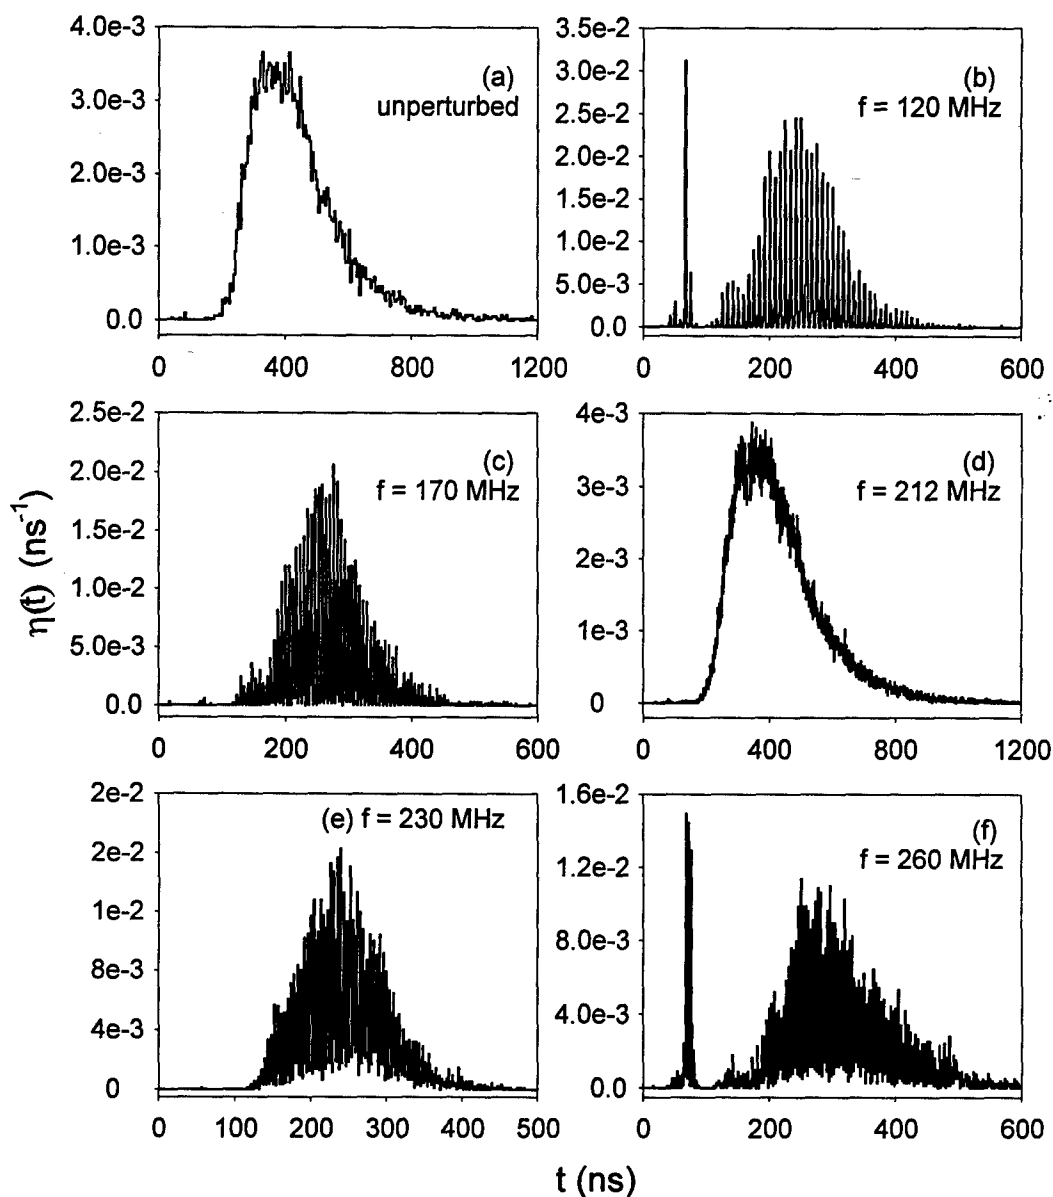 4.0e-3
3.0e-3
2.0e-3
1.0e-3
0.0
0 400 800 1200
(a)
unperturbed
3.5e-2
3.0e-2
2.5e-2
2.0e-2
1.5e-2
1.0e-2
5.0e-3
0.0
0 200 400 600
(b)
f = 120 MHz
2.5e-2
2.0e-2
1.5e-2
1.0e-2
5.0e-3
0.0
0 200 400 600
(c)
f = 170 MHz
4e-3
3e-3
2e-3
1e-3
0
0 400 800 1200
(d)
f = 212 MHz
η(t) (ns⁻¹)
2e-2
2e-2
1e-2
8e-3
4e-3
0
0 100 200 300 400 500
(e) f = 230 MHz
1.6e-2
1.2e-2
8.0e-3
4.0e-3
0.0
0 200 400 600
(f)
f = 260 MHz
t (ns)